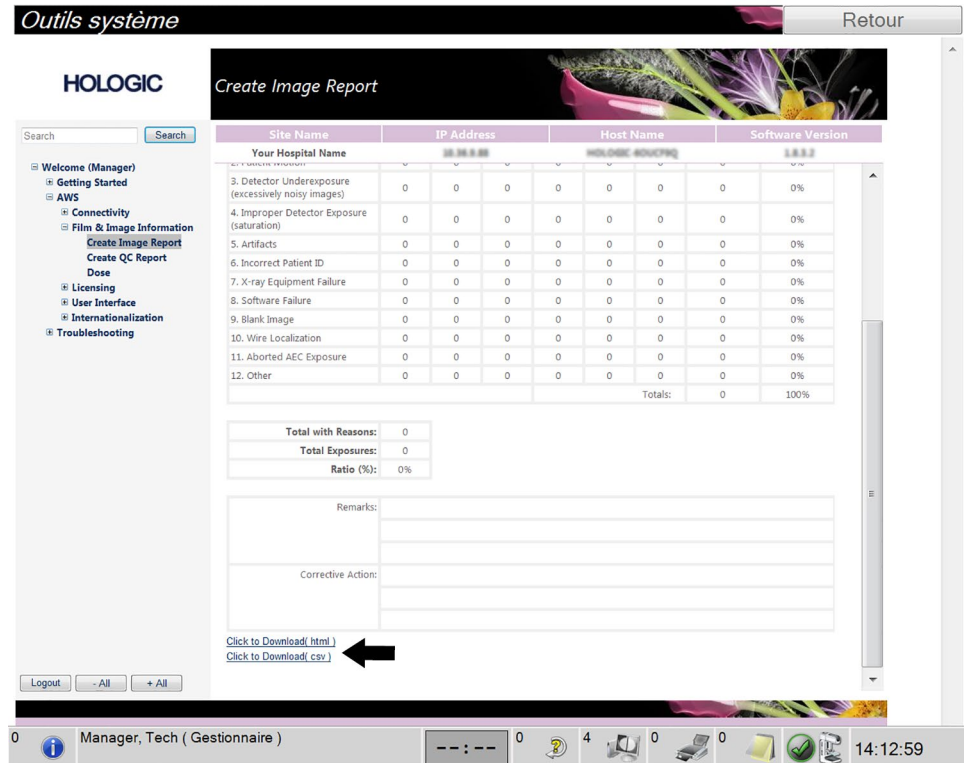 Outils système
Retour
HOLOGIC
Create Image Report
Search
Search
Site Name IP Address Host Name Software Version
Your Hospital Name
Welcome (Manager)
Getting Started
AWS
Connectivity
Film & Image Information
Create Image Report
Create QC Report
Dose
Licensing
User Interface
Internationalization
Troubleshooting
3. Detector Underexposure
(excessively noisy images) 0 0 0 0 0 0 0 0%
4. Improper Detector Exposure
(saturation) 0 0 0 0 0 0 0 0%
5. Artifacts 0 0 0 0 0 0 0 0%
6. Incorrect Patient ID 0 0 0 0 0 0 0 0%
7. X-ray Equipment Failure 0 0 0 0 0 0 0 0%
8. Software Failure 0 0 0 0 0 0 0 0%
9. Blank Image 0 0 0 0 0 0 0 0%
10. Wire Localization 0 0 0 0 0 0 0 0%
11. Aborted AEC Exposure 0 0 0 0 0 0 0 0%
12. Other 0 0 0 0 0 0 0 0%
Totals: 0 100%
Total with Reasons: 0
Total Exposures: 0
Ratio (%): 0%
Remarks:
Corrective Action:
Click to Download( html )
Click to Download( csv )
Logout - All + All
0 Manager, Tech ( Gestionnaire ) --:-- 0 4 0 0 14:12:59